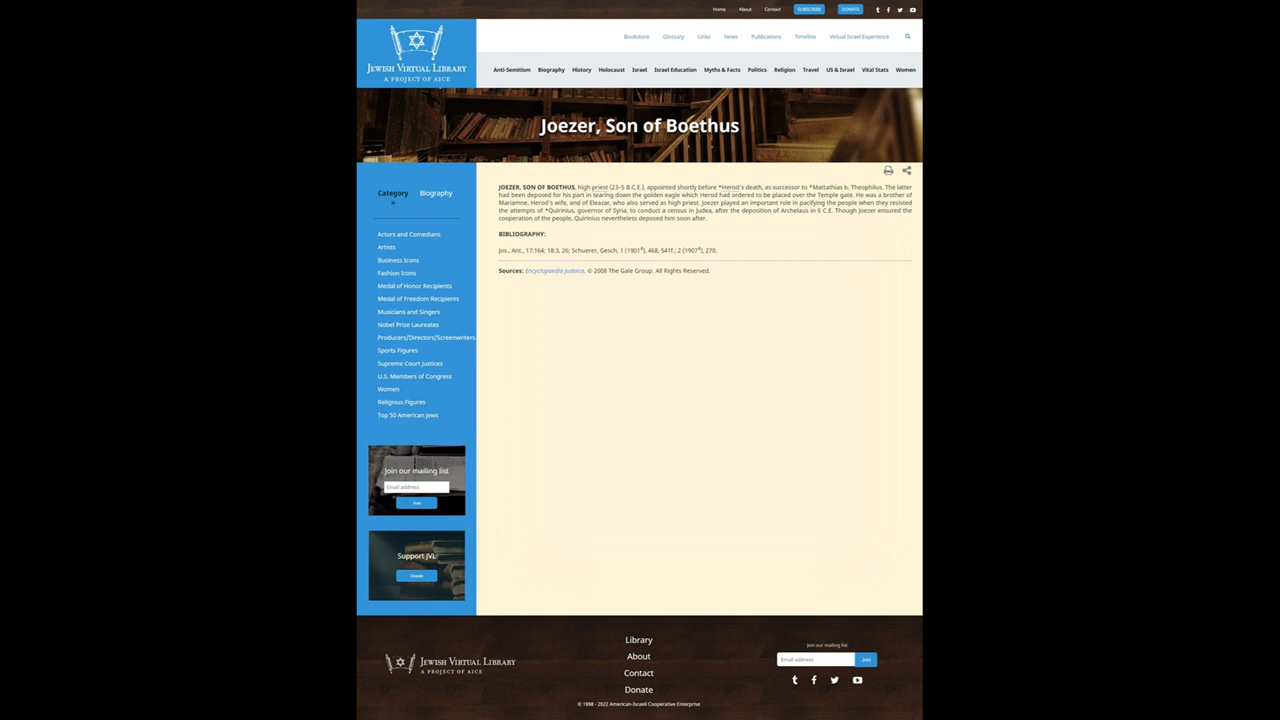 Home About Contact SUBSCRIBE DONATE
JEWISH VIRTUAL LIBRARY
A PROJECT OF AICE
Bookstore Glossary Links News Publications Timeline Virtual Israel Experience
Anti-Semitism Biography History Holocaust Israel Israel Education Myths & Facts Politics Religion Travel US & Israel Vital Stats Women
Joezer, Son of Boethus
Category » Biography
Actors and Comedians
Artists
Business Icons
Fashion Icons
Medal of Honor Recipients
Medal of Freedom Recipients
Musicians and Singers
Nobel Prize Laureates
Producers/Directors/Screenwriters
Sports Figures
Supreme Court Justices
U.S. Members of Congress
Women
Religious Figures
Top 50 American Jews
Join our mailing list
Email address
Join
Support JVL
Donate
JOEZER, SON OF BOETHUS, high priest (23–5 B.C.E.), appointed shortly before *Herod's death, as successor to *Mattathias b. Theophilus. The latter
had been deposed for his part in tearing down the golden eagle which Herod had ordered to be placed over the Temple gate. He was a brother of
Mariamne, Herod's wife, and of Eleazar, who also served as high priest. Joezer played an important role in pacifying the people when they resisted
the attempts of *Quirinius, governor of Syria, to conduct a census in Judea, after the deposition of Archelaus in 6 C.E. Though Joezer ensured the
cooperation of the people, Quirinius nevertheless deposed him soon after.
BIBLIOGRAPHY:
Jos., Ant., 17:164; 18:3, 26; Schuerer, Gesch, 1 (1901⁴), 468, 541f.; 2 (1907⁴), 270.
Sources: Encyclopaedia Judaica. © 2008 The Gale Group. All Rights Reserved.
JEWISH VIRTUAL LIBRARY
A PROJECT OF AICE
Library
About
Contact
Donate
© 1998 - 2022 American-Israeli Cooperative Enterprise
Join our mailing list
Email address Join